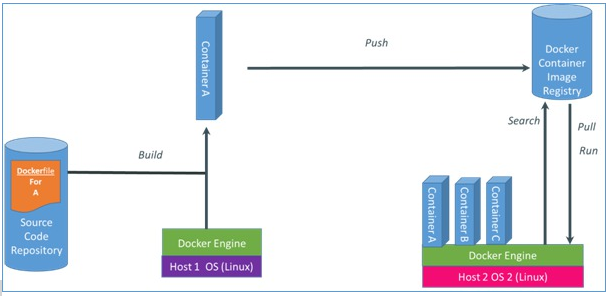 Container A
Push
Docker
Container
Image
Registry
Search
Pull
Run
Build
Dockerfile
For
A
Source
Code
Repository
Docker Engine
Host 1 OS (Linux)
Container A
Container B
Container C
Docker Engine
Host 2 OS 2 (Linux)